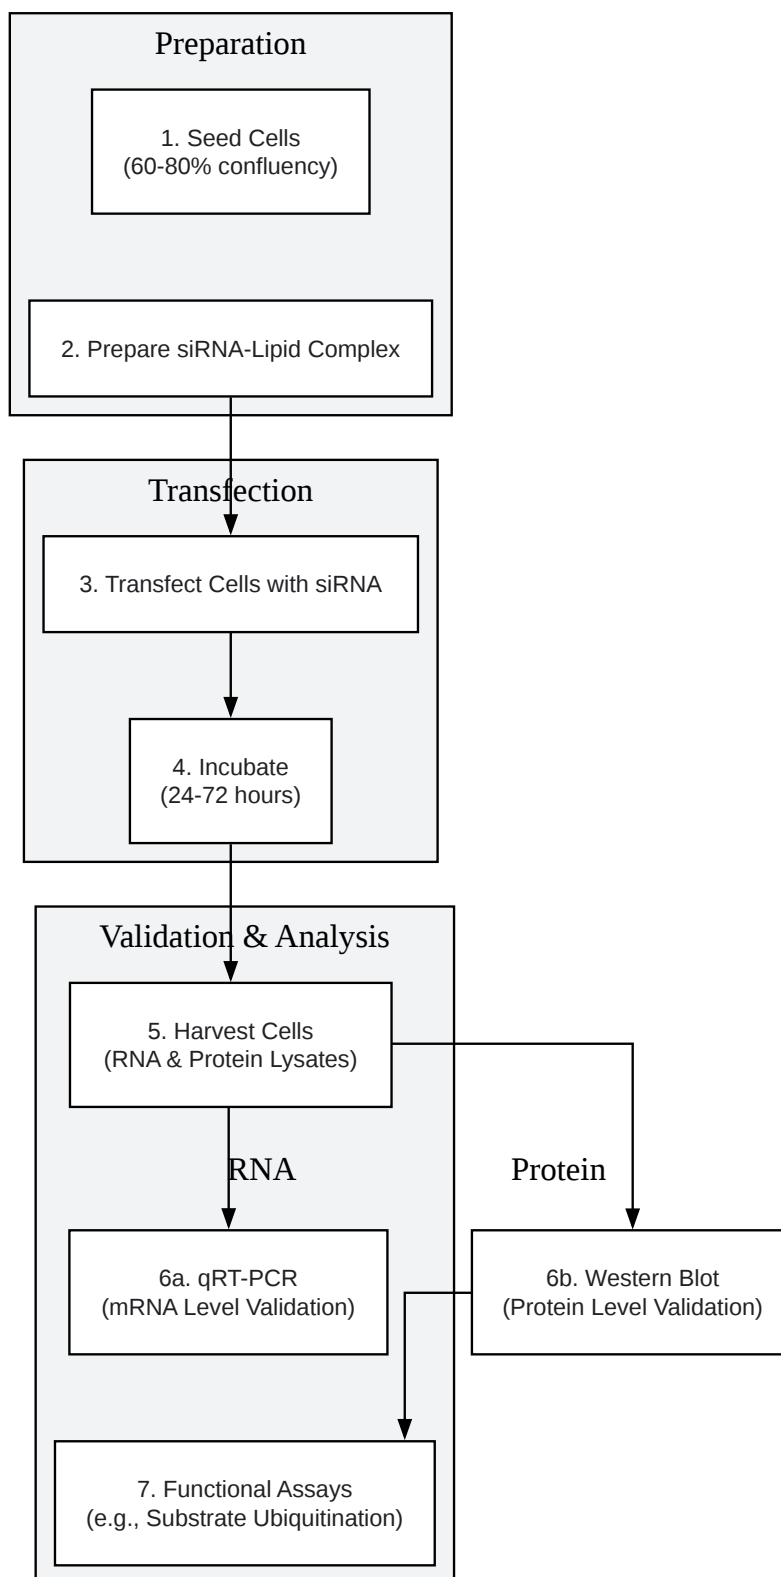 Preparation
1. Seed Cells
(60-80% confluency)
2. Prepare siRNA-Lipid Complex
Transfection
3. Transfect Cells with siRNA
4. Incubate
(24-72 hours)
Validation & Analysis
5. Harvest Cells
(RNA & Protein Lysates)
RNA
Protein
6a. qRT-PCR
(mRNA Level Validation)
6b. Western Blot
(Protein Level Validation)
7. Functional Assays
(e.g., Substrate Ubiquitination)